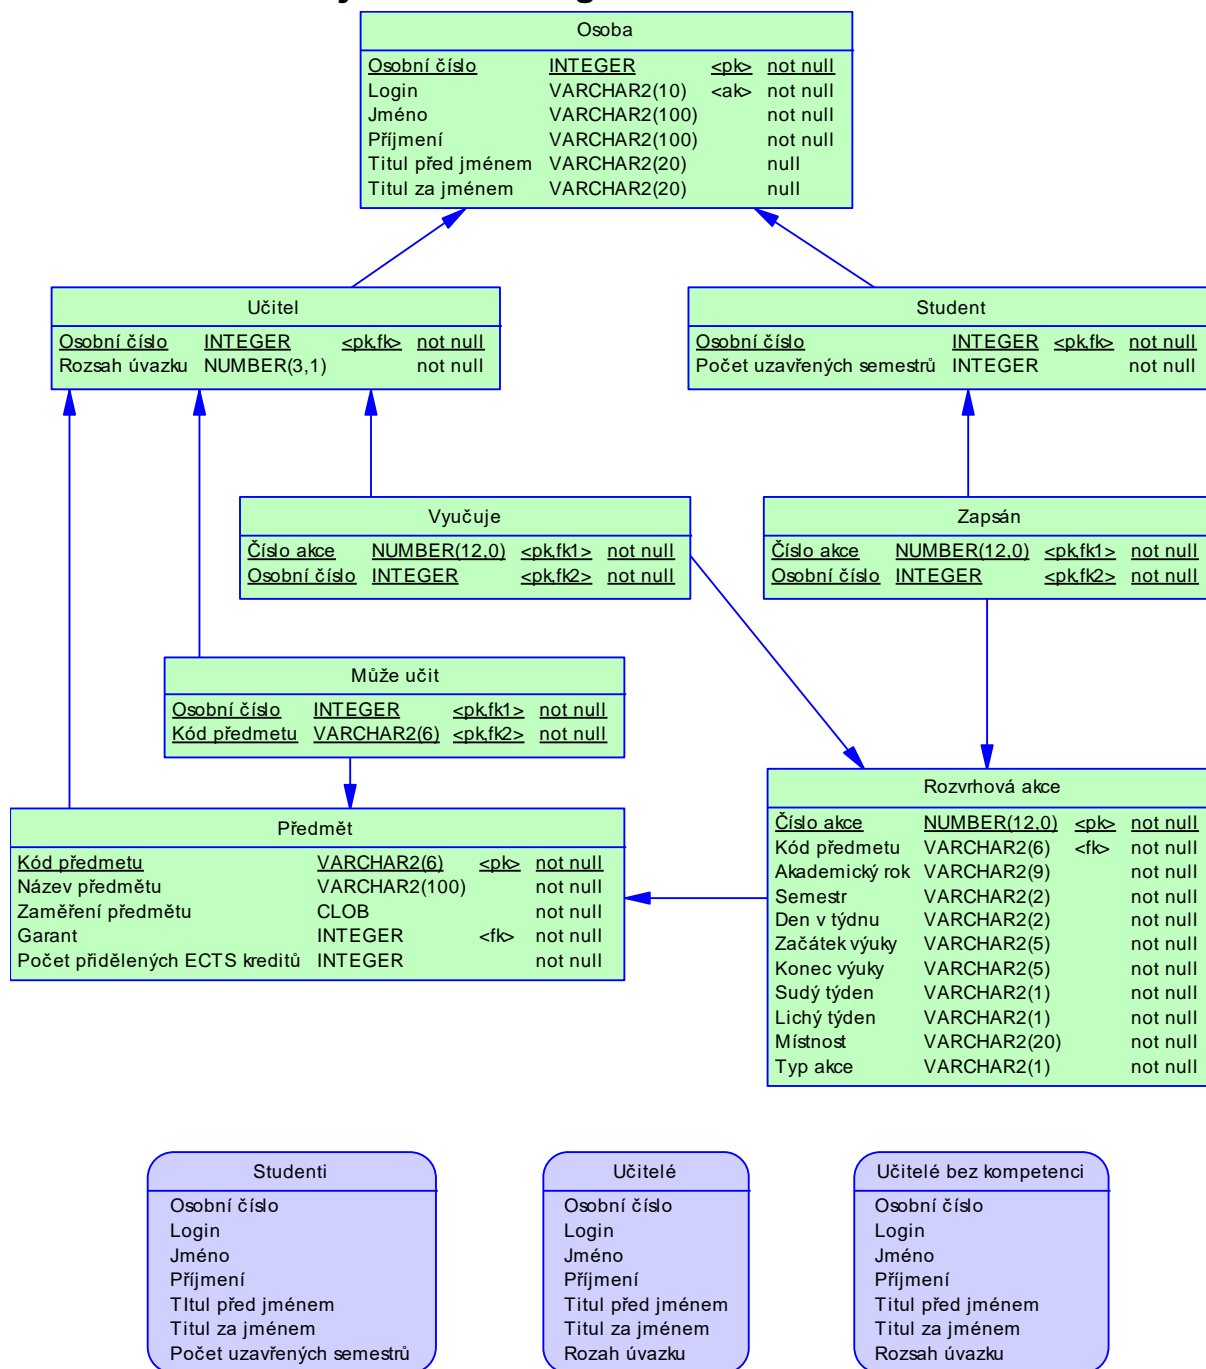 Osoba
Osobní číslo INTEGER <pk> not null
Login VARCHAR2(10) <ak> not null
Jméno VARCHAR2(100) not null
Příjmení VARCHAR2(100) not null
Titul před jménem VARCHAR2(20) null
Titul za jménem VARCHAR2(20) null
Učitel
Osobní číslo INTEGER <pk,fk> not null
Rozsah úvazku NUMBER(3,1) not null
Student
Osobní číslo INTEGER <pk,fk> not null
Počet uzavřených semestrů INTEGER not null
Vyučuje
Číslo akce NUMBER(12,0) <pk,fk1> not null
Osobní číslo INTEGER <pk,fk2> not null
Zapsán
Číslo akce NUMBER(12,0) <pk,fk1> not null
Osobní číslo INTEGER <pk,fk2> not null
Může učit
Osobní číslo INTEGER <pk,fk1> not null
Kód předmetu VARCHAR2(6) <pk,fk2> not null
Předmět
Kód předmetu VARCHAR2(6) <pk> not null
Název předmětu VARCHAR2(100) not null
Zaměření předmětu CLOB not null
Garant INTEGER <fk> not null
Počet přidělených ECTS kreditů INTEGER not null
Rozvrhová akce
Číslo akce NUMBER(12,0) <pk> not null
Kód předmetu VARCHAR2(6) <fk> not null
Akademický rok VARCHAR2(9) not null
Semestr VARCHAR2(2) not null
Den v týdnu VARCHAR2(2) not null
Začátek výuky VARCHAR2(5) not null
Konec výuky VARCHAR2(5) not null
Sudý týden VARCHAR2(1) not null
Lichý týden VARCHAR2(1) not null
Místnost VARCHAR2(20) not null
Typ akce VARCHAR2(1) not null
Studenti
Osobní číslo
Login
Jméno
Příjmení
TItul před jménem
Titul za jménem
Počet uzavřených semestrů
Učitelé
Osobní číslo
Login
Jméno
Příjmení
Titul před jménem
Titul za jménem
Rozah úvazku
Učitelé bez kompetenci
Osobní číslo
Login
Jméno
Příjmení
Titul před jménem
Titul za jménem
Rozsah úvazku